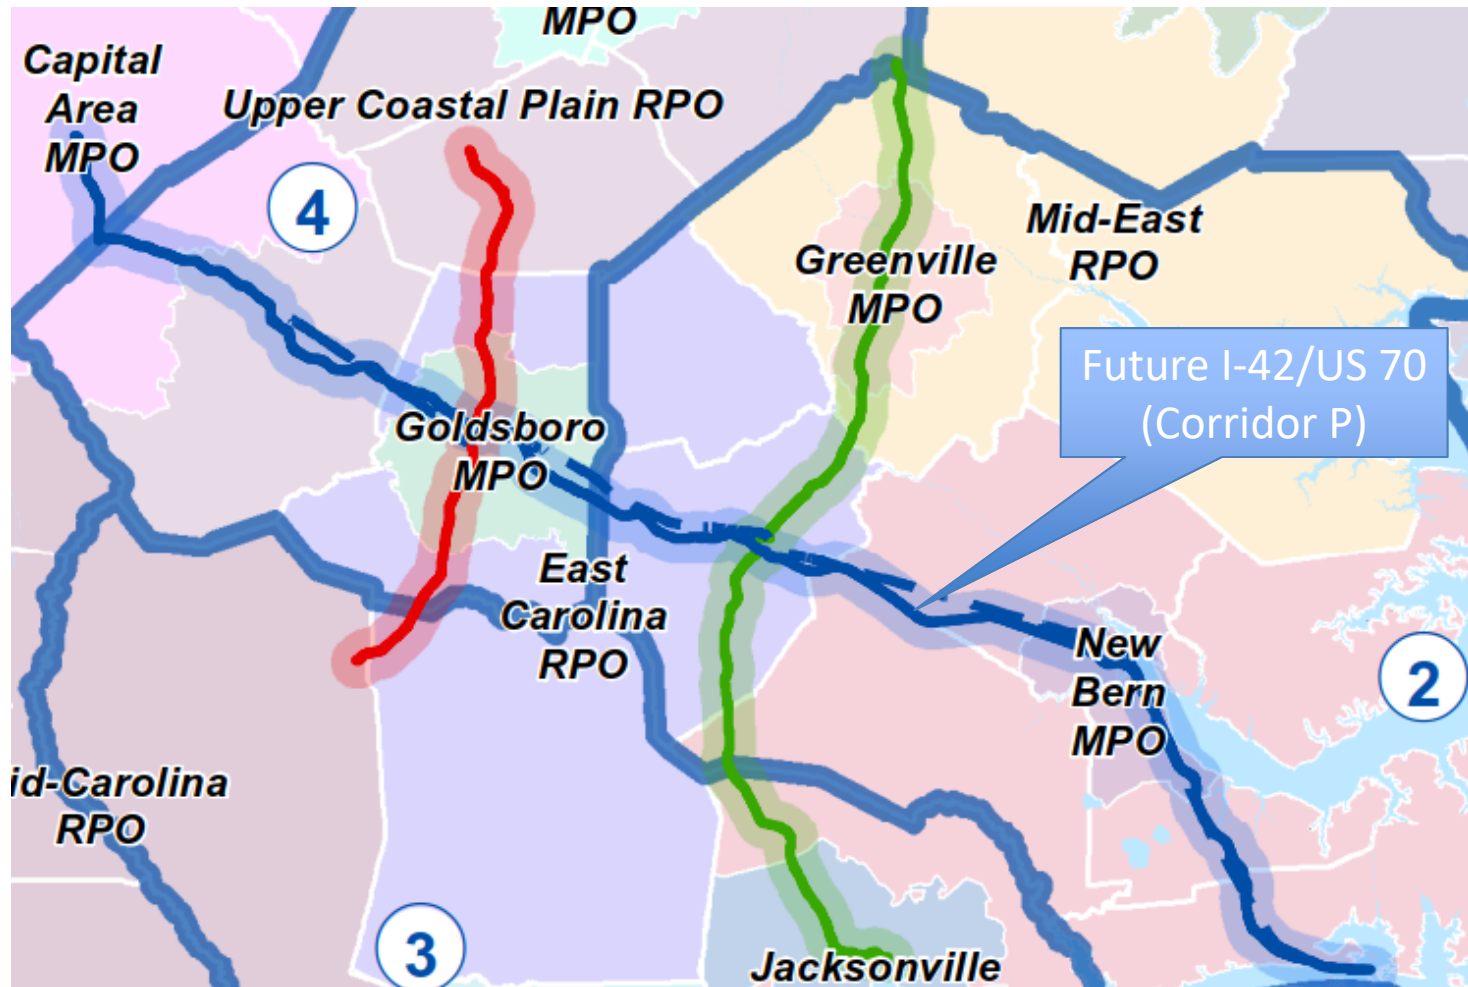 MPO
Capital
Area
MPO
Upper Coastal Plain RPO
4
Mid-East
RPO
Greenville
MPO
Future I-42/US 70
(Corridor P)
Goldsboro
MPO
East
Carolina
RPO
New
Bern
MPO
2
id-Carolina
RPO
3
Jacksonville